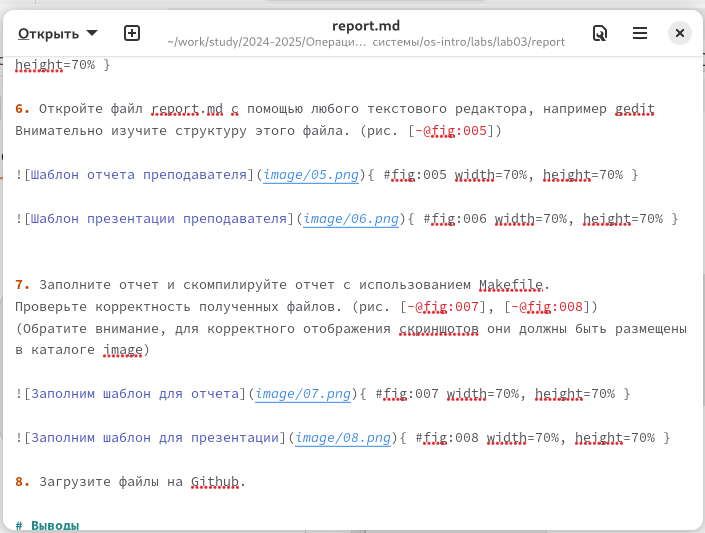 Открыть
report.md
~/work/study/2024-2025/Операци… системы/os-intro/labs/lab03/report
height=70% }
6. Откройте файл report.md с помощью любого текстового редактора, например gedit
Внимательно изучите структуру этого файла. (рис. [-@fig:005])
![Шаблон отчета преподавателя](image/05.png){ #fig:005 width=70%, height=70% }
![Шаблон презентации преподавателя](image/06.png){ #fig:006 width=70%, height=70% }
7. Заполните отчет и скомпилируйте отчет с использованием Makefile.
Проверьте корректность полученных файлов. (рис. [-@fig:007], [-@fig:008])
(Обратите внимание, для корректного отображения скриншотов они должны быть размещены
в каталоге image)
![Заполним шаблон для отчета](image/07.png){ #fig:007 width=70%, height=70% }
![Заполним шаблон для презентации](image/08.png){ #fig:008 width=70%, height=70% }
8. Загрузите файлы на Github.
# Выводы